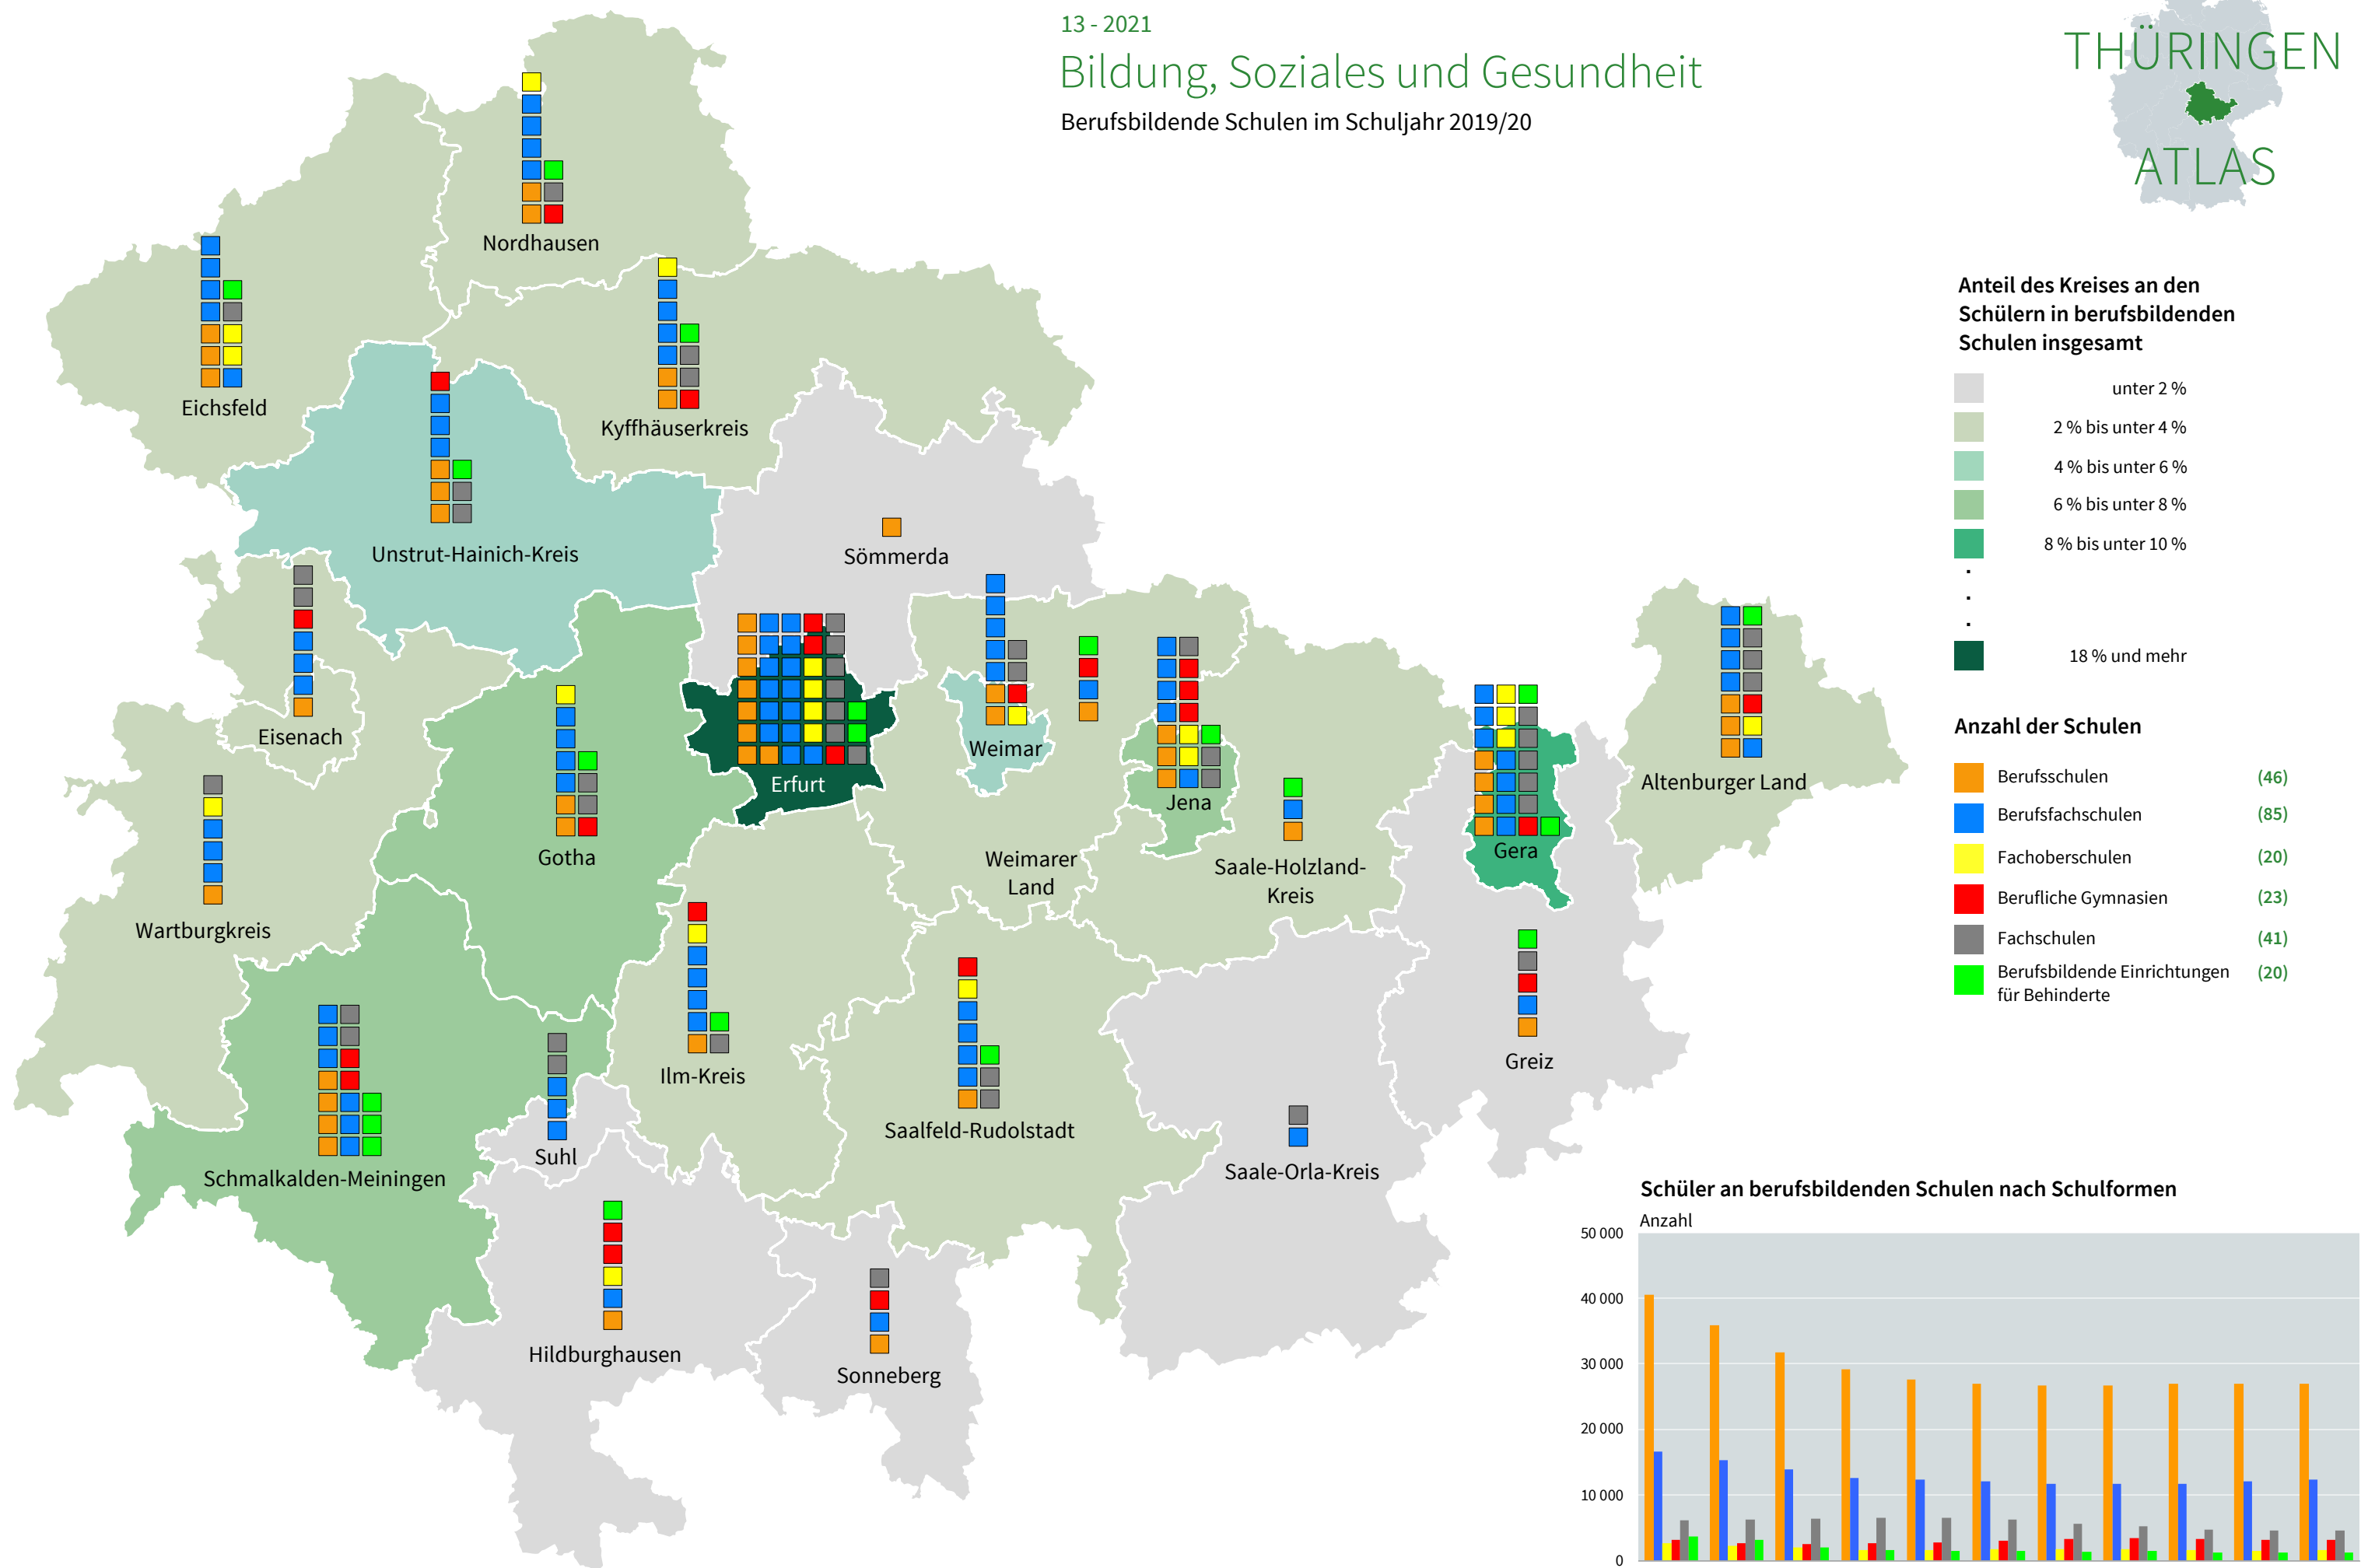 13 - 2021
Bildung, Soziales und Gesundheit
Berufsbildende Schulen im Schuljahr 2019/20
THÜRINGEN
ATLAS
Nordhausen
Eichsfeld
Kyffhäuserkreis
Unstrut-Hainich-Kreis
Sömmerda
Eisenach
Erfurt
Weimar
Jena
Altenburger Land
Gotha
Weimarer
Land
Saale-Holzland-
Kreis
Gera
Wartburgkreis
Ilm-Kreis
Greiz
Saalfeld-Rudolstadt
Suhl
Schmalkalden-Meiningen
Saale-Orla-Kreis
Hildburghausen
Sonneberg
Anteil des Kreises an den
Schülern in berufsbildenden
Schulen insgesamt
unter 2 %
2 % bis unter 4 %
4 % bis unter 6 %
6 % bis unter 8 %
8 % bis unter 10 %
.
.
.
18 % und mehr
Anzahl der Schulen
Berufsschulen (46)
Berufsfachschulen (85)
Fachoberschulen (20)
Berufliche Gymnasien (23)
Fachschulen (41)
Berufsbildende Einrichtungen (20)
für Behinderte
Schüler an berufsbildenden Schulen nach Schulformen
Anzahl
50 000
40 000
30 000
20 000
10 000
0